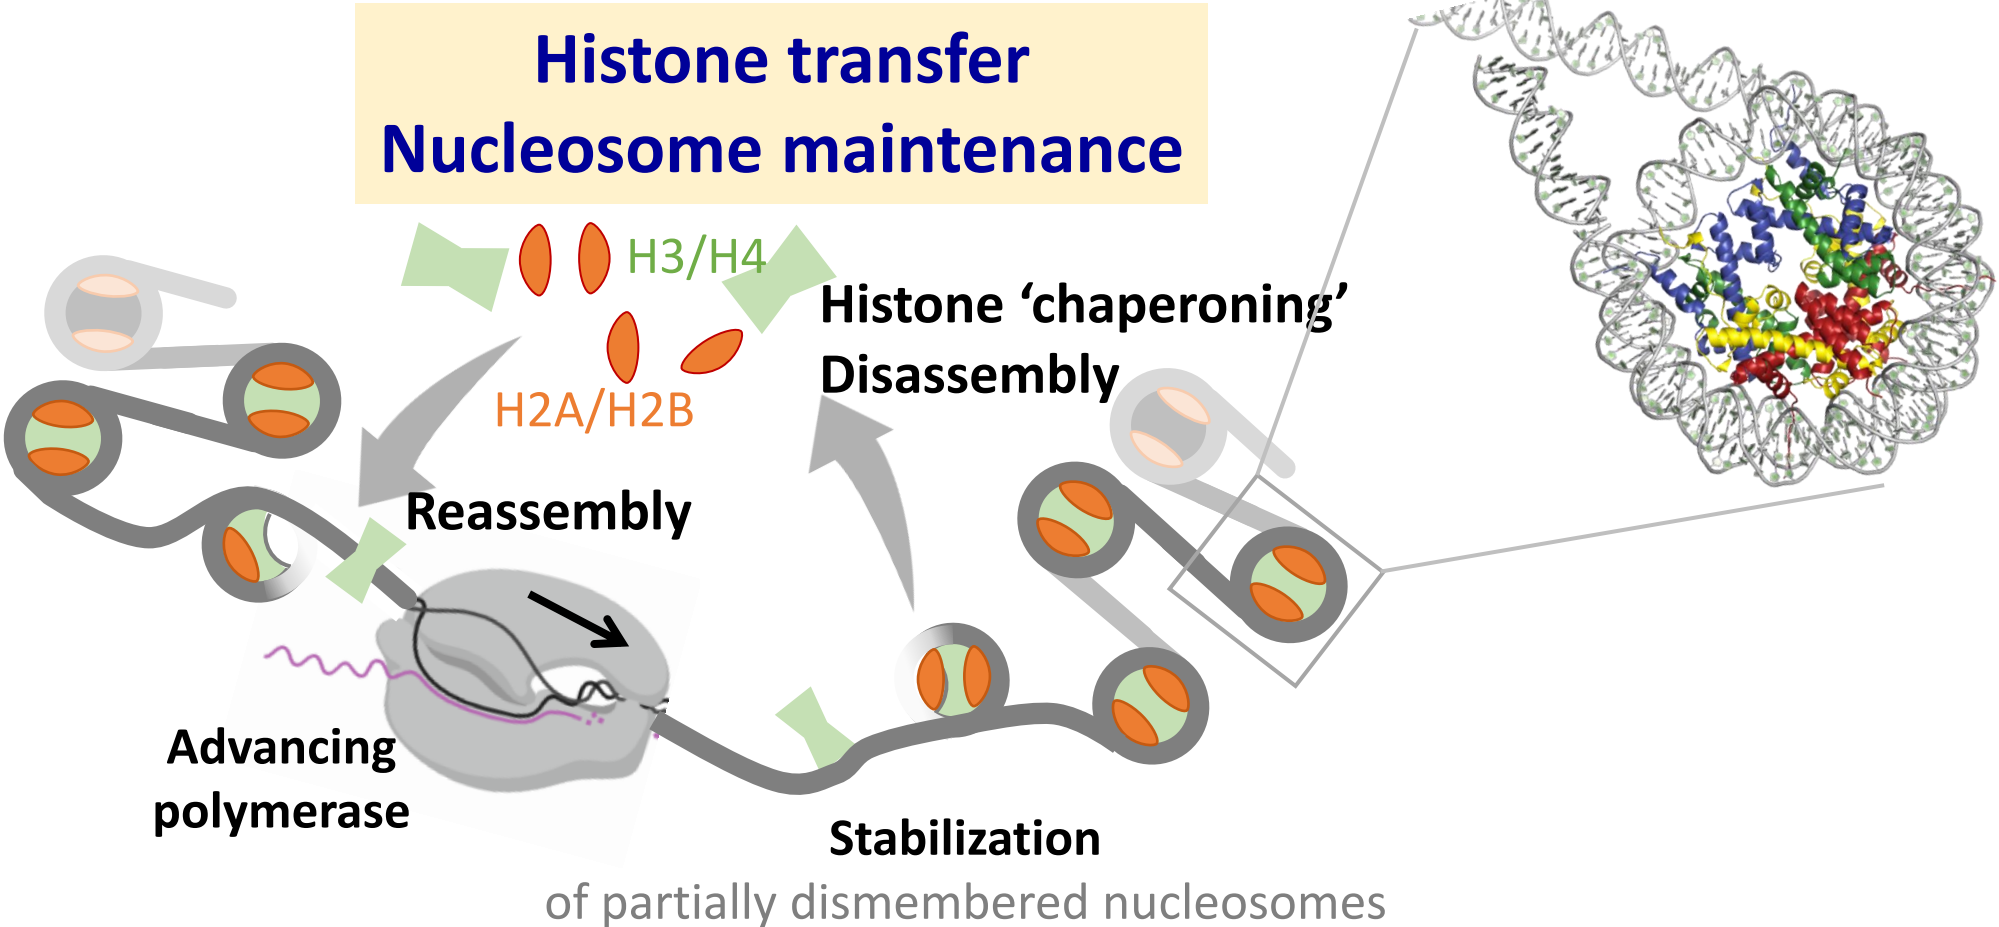 Histone transfer
Nucleosome maintenance
H3/H4
Histone ‘chaperoning’
Disassembly
H2A/H2B
Reassembly
Advancing
polymerase
Stabilization
of partially dismembered nucleosomes